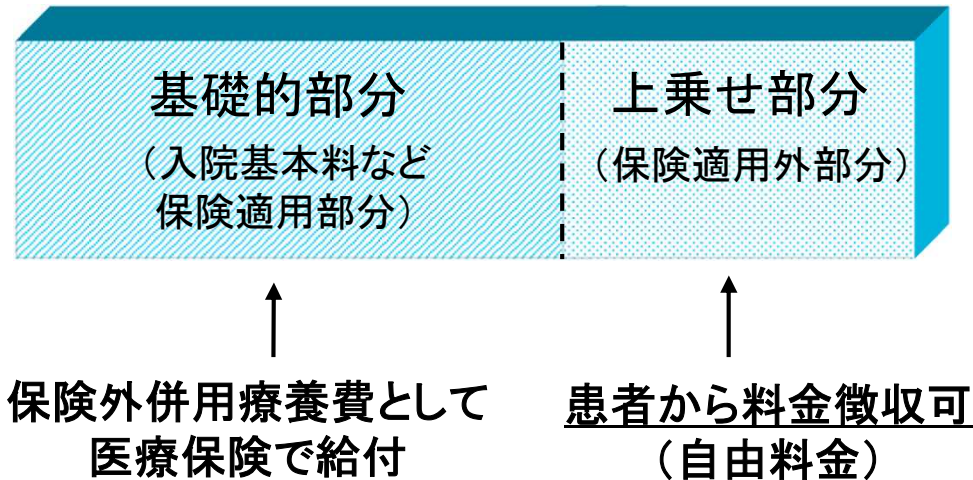 基礎的部分
（入院基本料など
保険適用部分）
上乗せ部分
（保険適用外部分）
保険外併用療養費として
医療保険で給付
患者から料金徴収可
（自由料金）